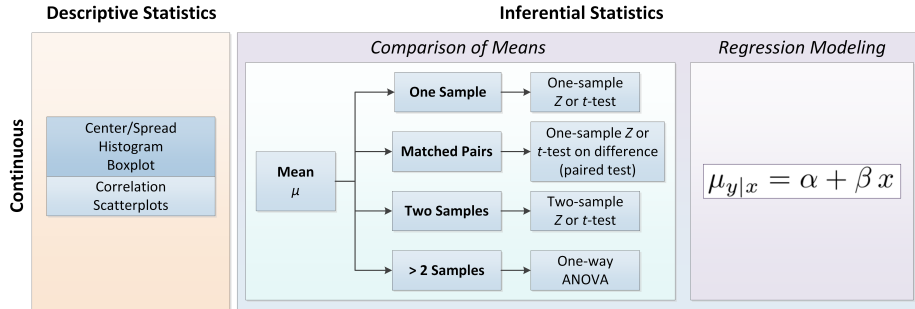 Descriptive Statistics
Inferential Statistics
Continuous
Center/Spread
Histogram
Boxplot
Correlation
Scatterplots
Comparison of Means
Mean
μ
One Sample
One-sample
Z or t-test
Matched Pairs
One-sample Z or
t-test on difference
(paired test)
Two Samples
Two-sample
Z or t-test
> 2 Samples
One-way
ANOVA
Regression Modeling
μ_{y|x} = α + β x